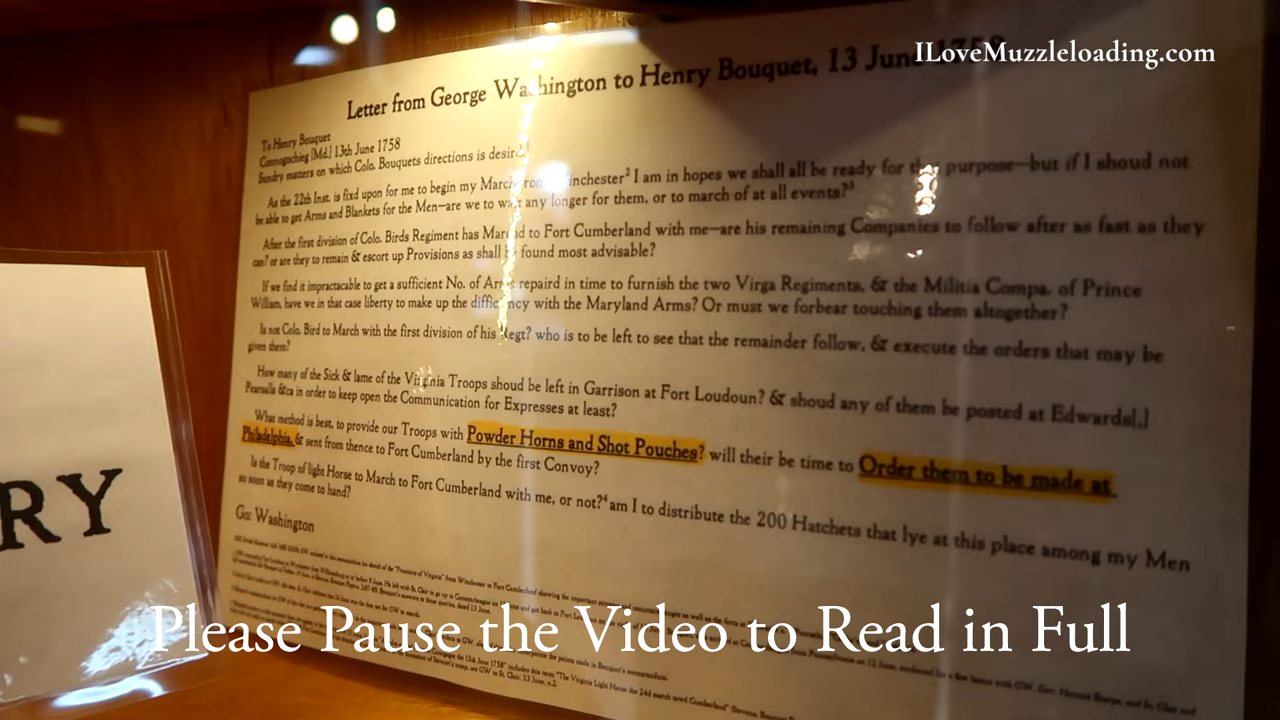 ILoveMuzzleloading.com
Letter from George Washington to Henry Bouquet, 13 June 1758
To Henry Bouquet
Connogochieg [Md.] 13th June 1758
Sundry matters on which Colo. Bouquets directions is desird.¹
As the 22th Inst. is fixd upon for me to begin my March from Winchester² I am in hopes we shall all be ready for the purpose—but if I shoud not
be able to get Arms and Blankets for the Men—are we to wait any longer for them, or to march of at all events?³
After the first division of Colo. Birds Regiment has Marchd to Fort Cumberland with me—are his remaining Companies to follow after as fast as they
can? or are they to remain & escort up Provisions as shall be found most advisable?
If we find it impractacable to get a sufficient No. of Arms repaird in time to furnish the two Virga Regiments, & the Militia Compa. of Prince
William, have we in that case liberty to make up the difficency with the Maryland Arms? Or must we forbear touching them altogether?
Is not Colo. Bird to March with the first division of his Regt? who is to be left to see that the remainder follow, & execute the orders that may be
given them?
How many of the Sick & lame of the Virginia Troops shoud be left in Garrison at Fort Loudoun? & shoud any of them be posted at Edwards[,]
Pearsalls &ca in order to keep open the Communication for Expresses at least?
What method is best, to provide our Troops with Powder Horns and Shot Pouches? will their be time to Order them to be made at
Philadelphia, & sent from thence to Fort Cumberland by the first Convoy?
Is the Troop of light Horse to March to Fort Cumberland with me, or not?⁴ am I to distribute the 200 Hatchets that lye at this place among my Men
so soon as they come to hand?
Go: Washington
RY
Please Pause the Video to Read in Full